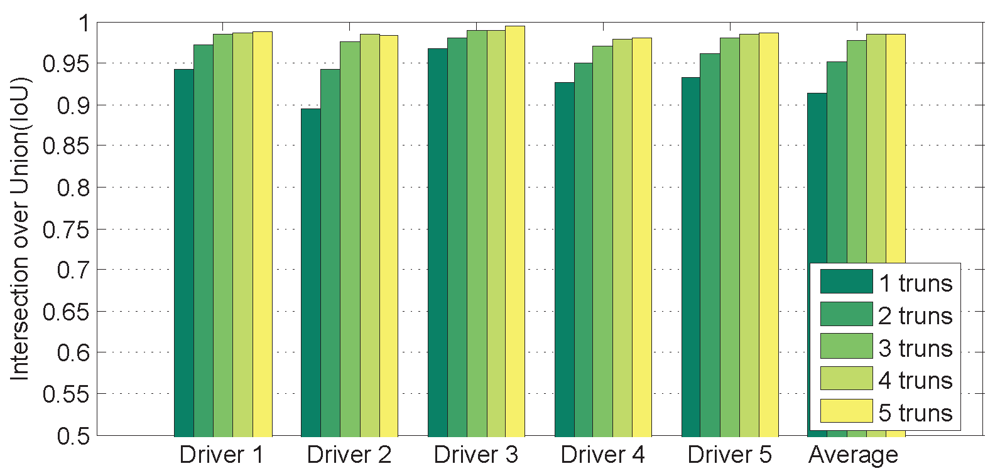 Intersection over Union(IoU)
1
0.95
0.9
0.85
0.8
0.75
0.7
0.65
0.6
0.55
0.5
Driver 1
Driver 2
Driver 3
Driver 4
Driver 5
Average
1 truns
2 truns
3 truns
4 truns
5 truns